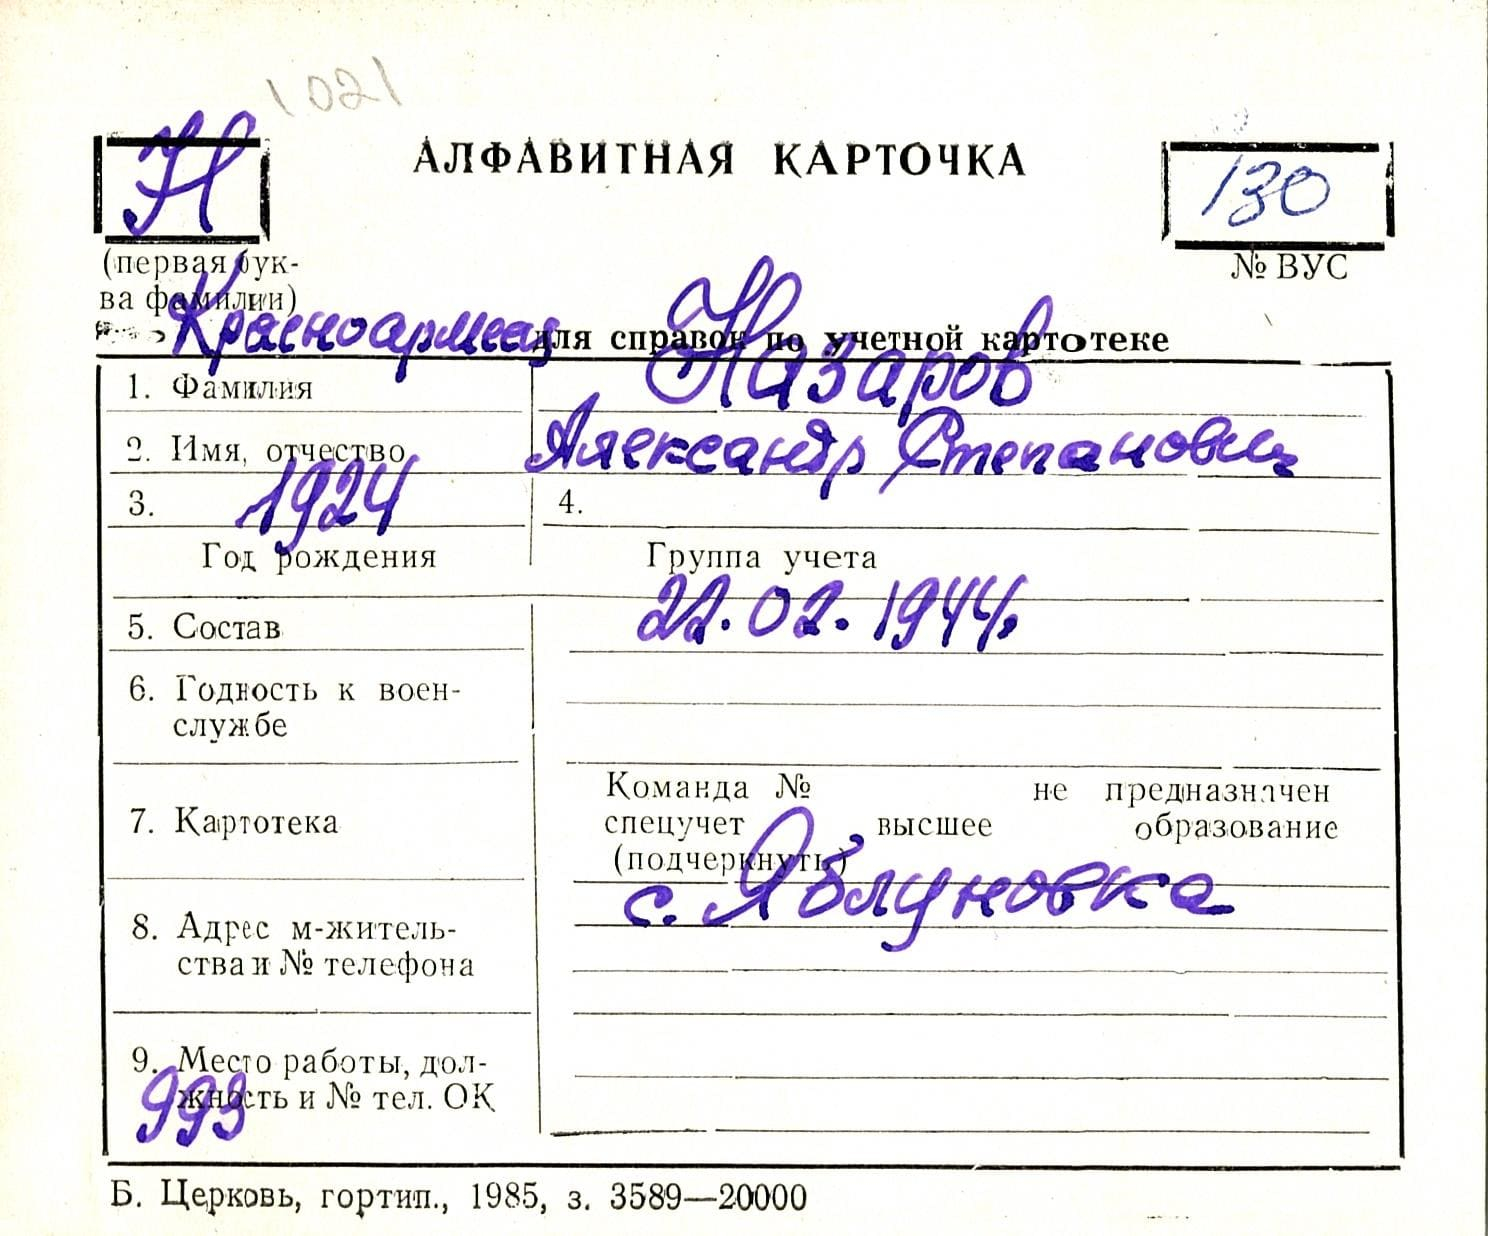 1021
Н
АЛФАВИТНАЯ КАРТОЧКА
130
(первая бук-
ва фамилии)
№ ВУС
Красноармеец
для справок по учетной картотеке
1. Фамилия Назаров
2. Имя, отчество Александр Степанович
3. 1924 4.
Год рождения Группа учета
5. Состав 22.02.1944.
6. Годность к воен-
службе
Команда № не предназначен
7. Картотека спецучет, высшее образование
(подчеркнуть)
с. Яблуновка
8. Адрес м-житель-
ства и № телефона
9. Место работы, дол-
жность и № тел. ОК
993
Б. Церковь, гортип., 1985, з. 3589—20000